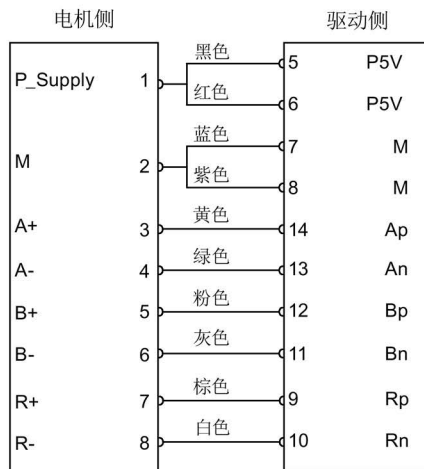 电机侧 驱动侧
P_Supply 1 黑色 5 P5V
红色 6 P5V
M 2 蓝色 7 M
紫色 8 M
A+ 3 黄色 14 Ap
A- 4 绿色 13 An
B+ 5 粉色 12 Bp
B- 6 灰色 11 Bn
R+ 7 棕色 9 Rp
R- 8 白色 10 Rn